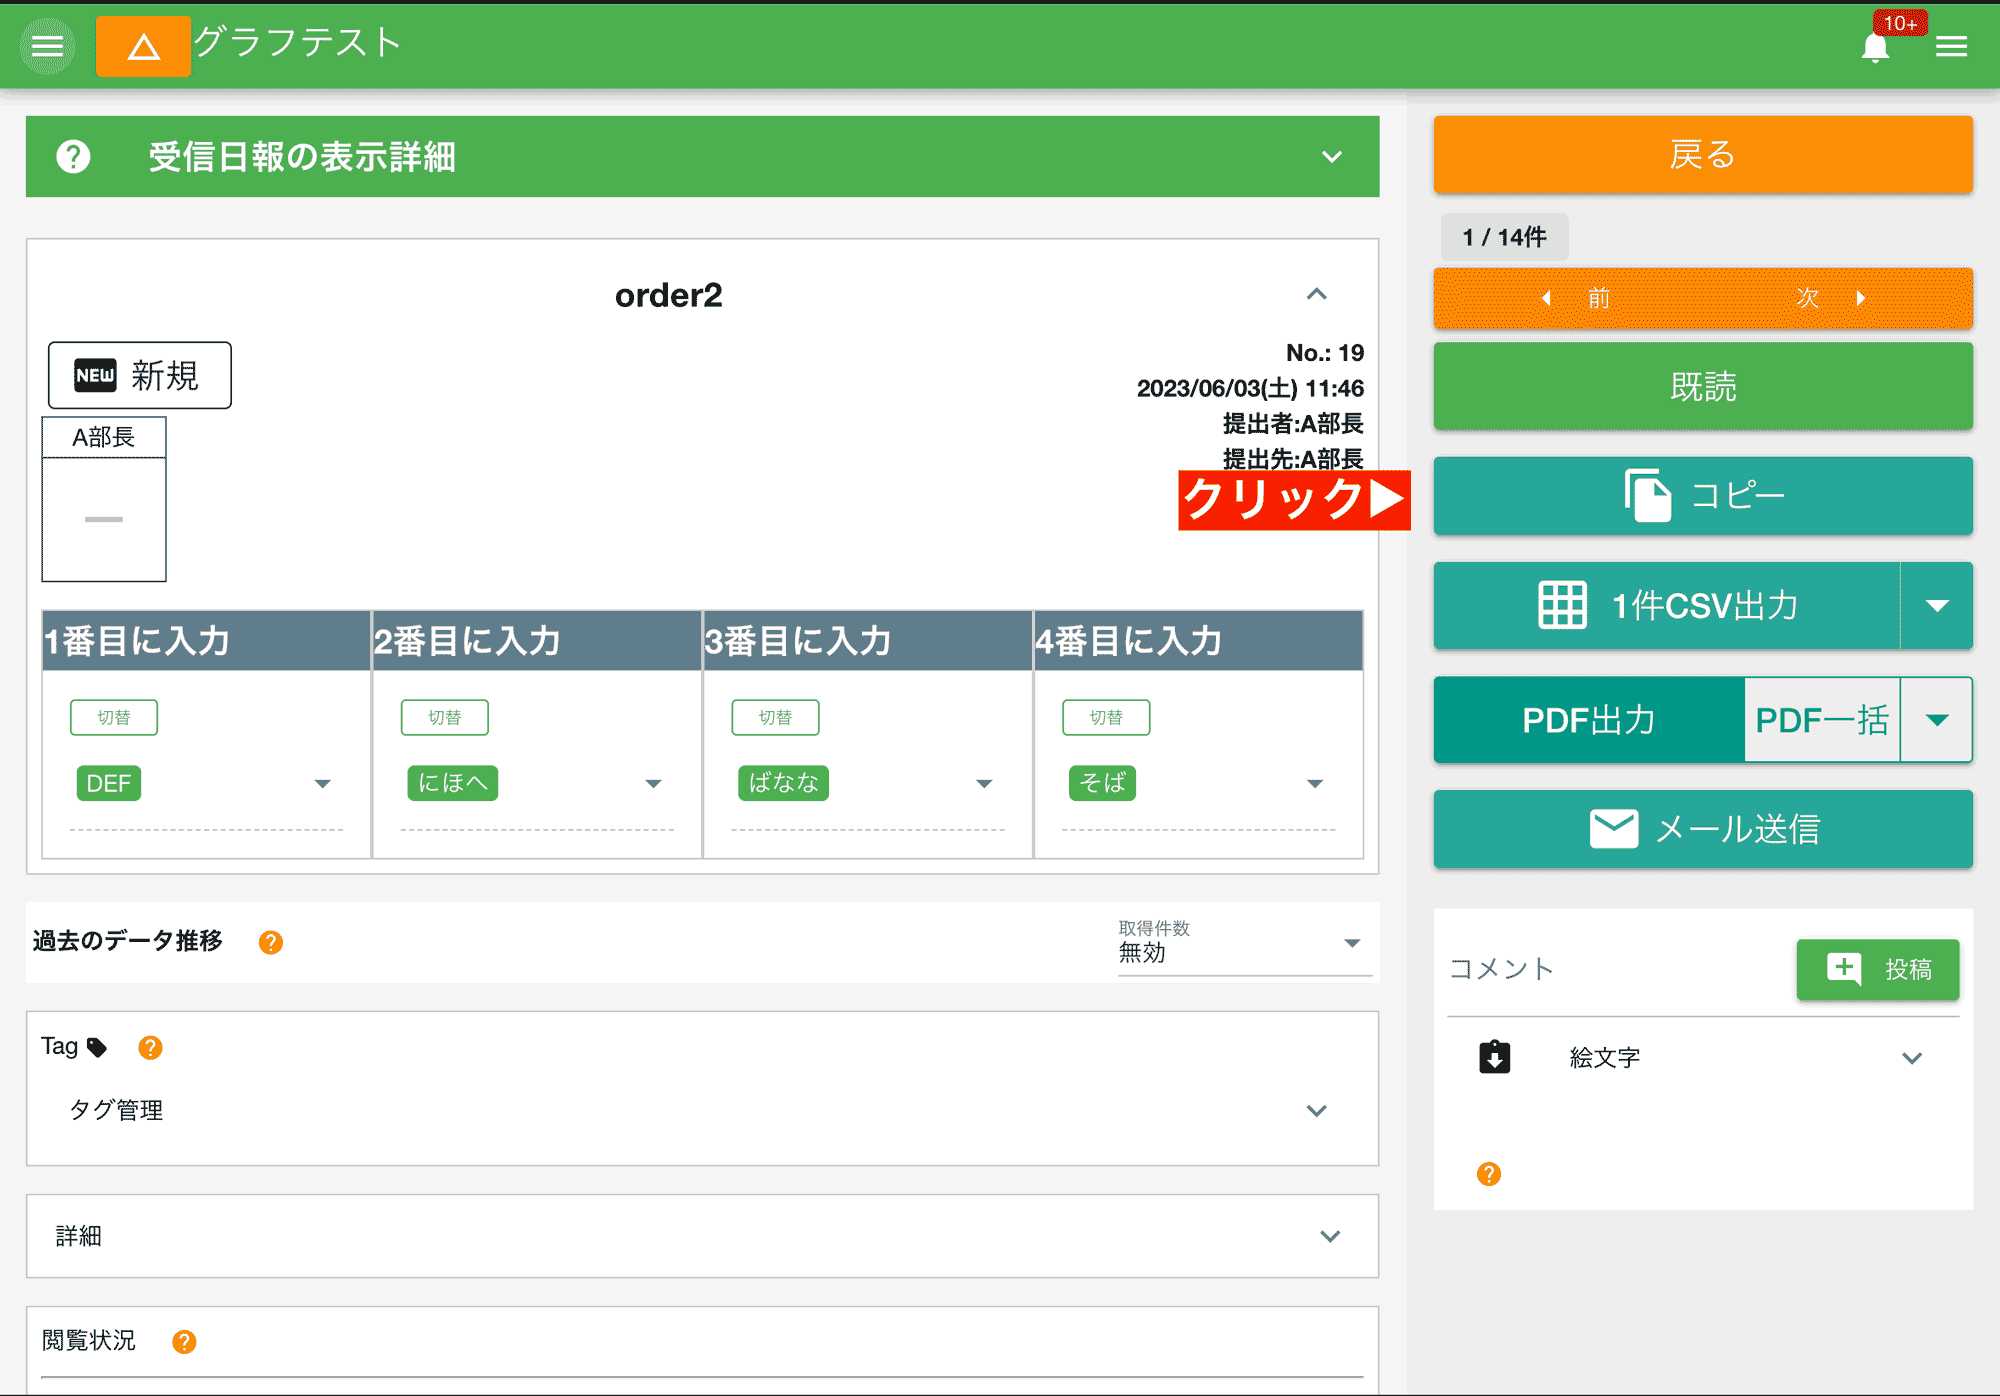 グラフテスト
10+
受信日報の表示詳細
order2
NEW 新規
No.: 19
2023/06/03(土) 11:46
提出者:A部長
提出先:A部長
A部長
クリック▶
1番目に入力 2番目に入力 3番目に入力 4番目に入力
切替 切替 切替 切替
DEF にほへ ばなな そば
過去のデータ推移
取得件数
無効
Tag
タグ管理
詳細
閲覧状況
戻る
1 / 14件
前 次
既読
コピー
1件CSV出力
PDF出力 PDF一括
メール送信
コメント 投稿
絵文字